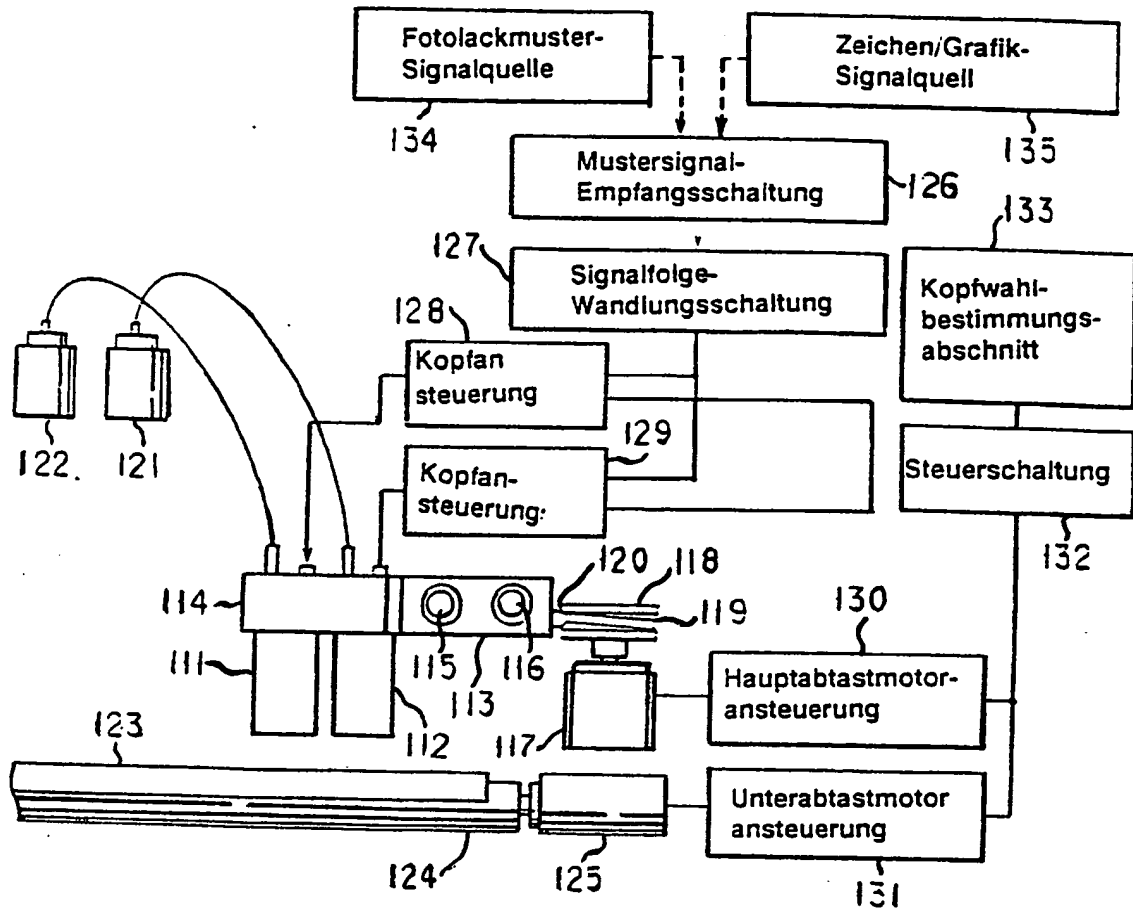 Fotolackmuster-
Signalquelle
134
Zeichen/Grafik-
Signalquell
135
Mustersignal-
Empfangsschaltung
126
133
127
Signalfolge-
Wandlungsschaltung
Kopfwahl-
bestimmungs-
abschnitt
128
Kopfan
steuerung
129
Kopfan-
steuerung:
Steuerschaltung
132
122.
121
120
118
119
114
115
116
113
111
112
117
130
Hauptabtastmotor-
ansteuerung
123
Unterabtastmotor
ansteuerung
124
125
131